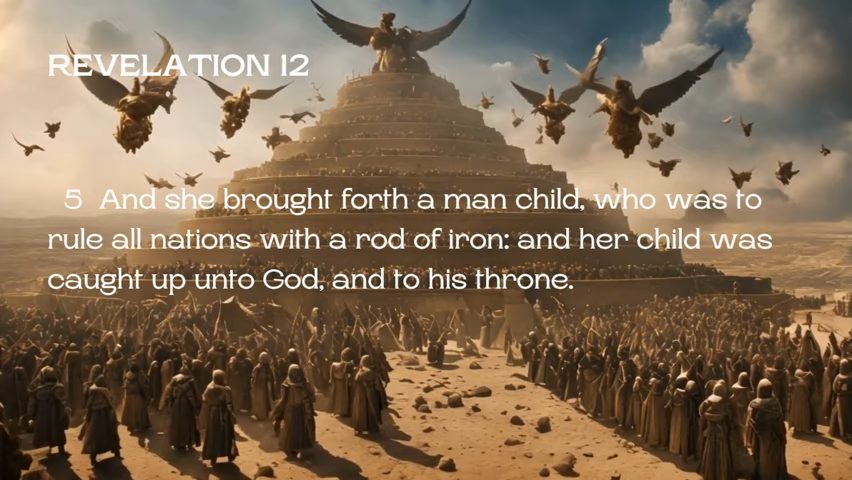 REVELATION 12
5 And she brought forth a man child, who was to
rule all nations with a rod of iron: and her child was
caught up unto God, and to his throne.